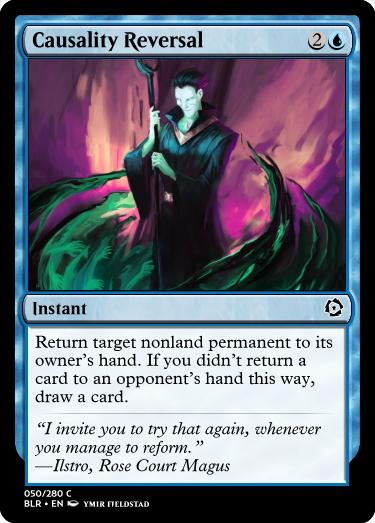 Causality Reversal 2
Instant
Return target nonland permanent to its
owner's hand. If you didn't return a
card to an opponent's hand this way,
draw a card.
“I invite you to try that again, whenever
you manage to reform.”
—Ilstro, Rose Court Magus
050/280 C
BLR • EN YMIR FJELDSTAD